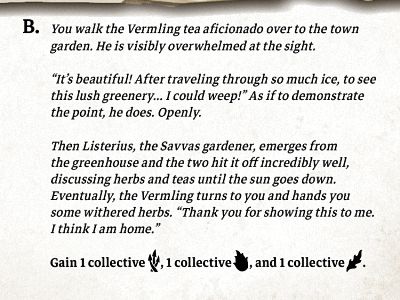 B. You walk the Vermling tea aficionado over to the town
garden. He is visibly overwhelmed at the sight.
“It’s beautiful! After traveling through so much ice, to see
this lush greenery... I could weep!” As if to demonstrate
the point, he does. Openly.
Then Listerius, the Savvas gardener, emerges from
the greenhouse and the two hit it off incredibly well,
discussing herbs and teas until the sun goes down.
Eventually, the Vermling turns to you and hands you
some withered herbs. “Thank you for showing this to me.
I think I am home.”
Gain 1 collective , 1 collective , and 1 collective .